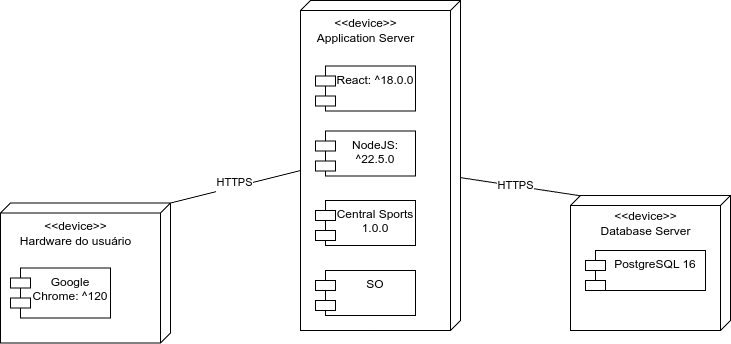 <<device>>
Application Server
React: ^18.0.0
NodeJS:
^22.5.0
Central Sports
1.0.0
SO
HTTPS
HTTPS
<<device>>
Hardware do usuário
Google
Chrome: ^120
<<device>>
Database Server
PostgreSQL 16